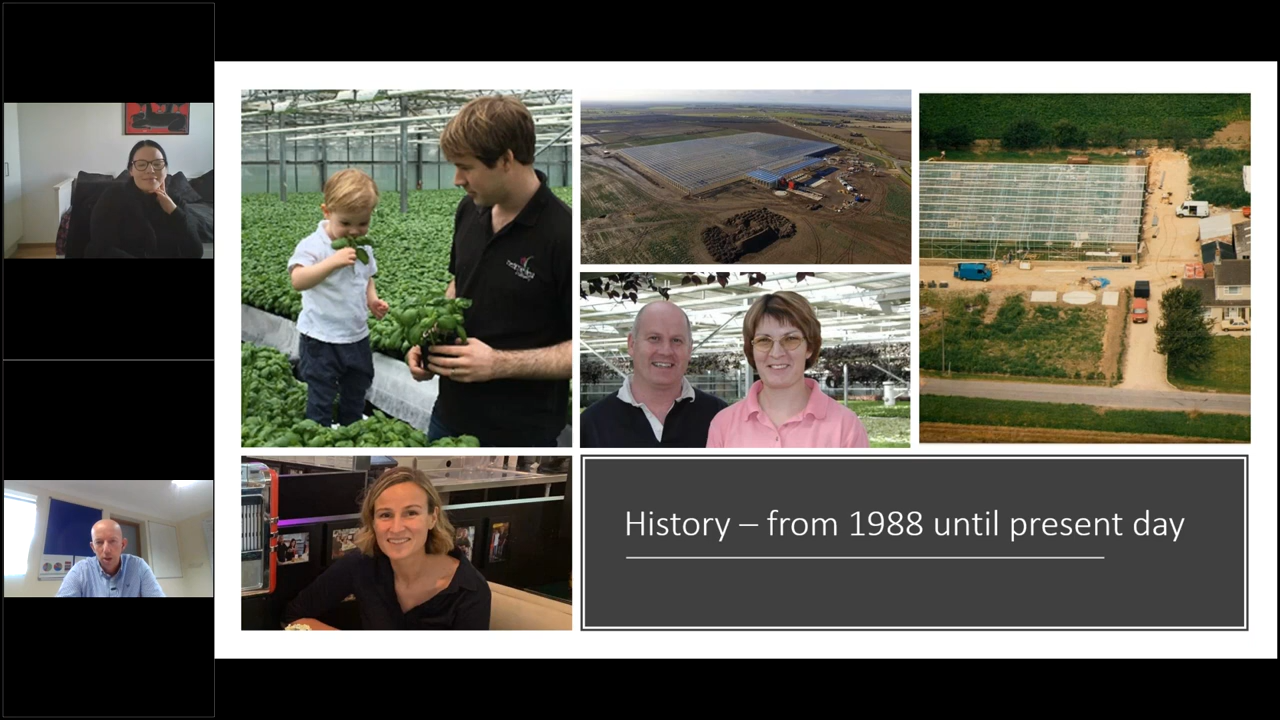 History – from 1988 until present day